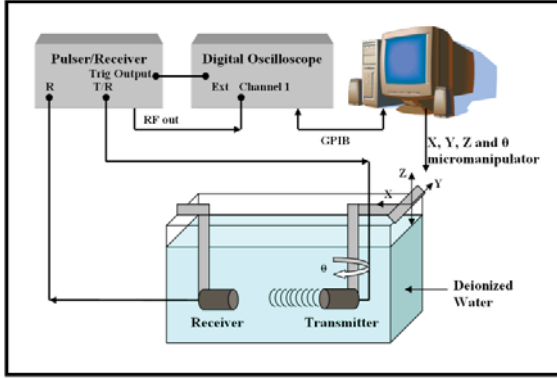 Pulser/Receiver
Trig Output
R
T/R
Digital Oscilloscope
Ext
Channel 1
RF out
GPIB
X, Y, Z and θ
micromanipulator
Z
Y
X
θ
Receiver
Transmitter
Deionized
Water